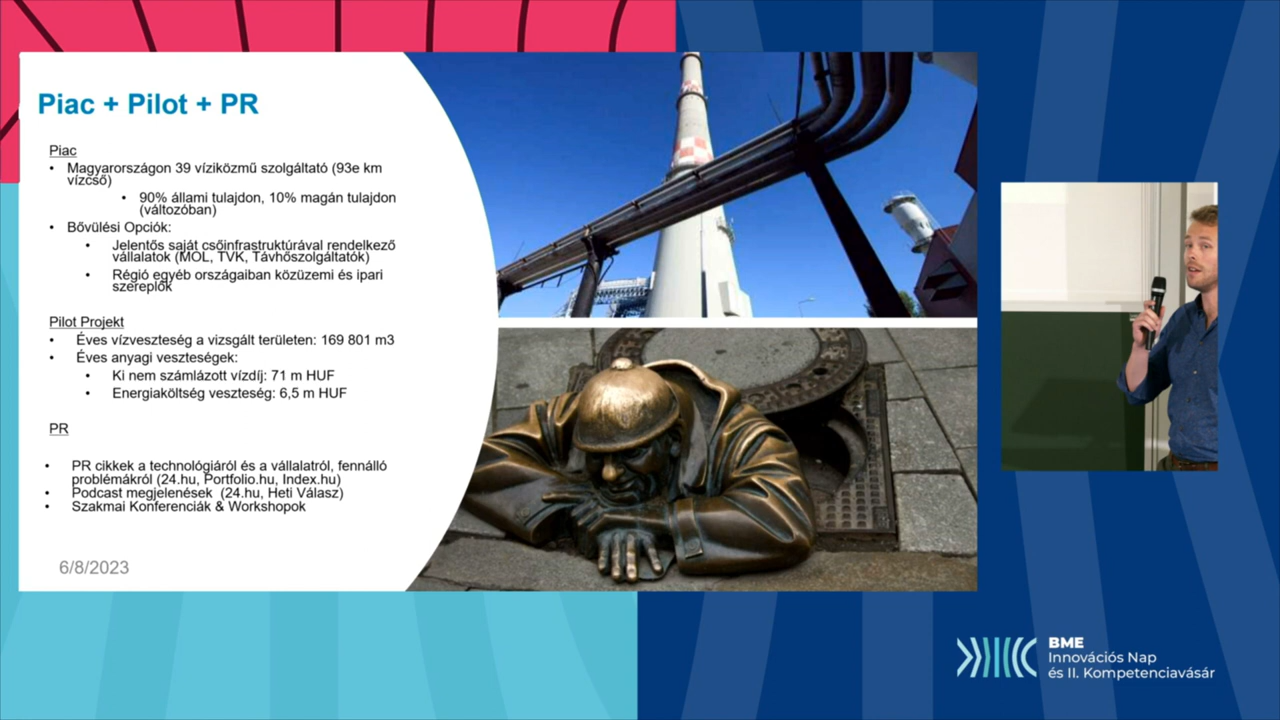 Piac + Pilot + PR
Piac
• Magyarországon 39 víziközmű szolgáltató (93e km
vízcső)
• 90% állami tulajdon, 10% magán tulajdon
(változóban)
• Bővülési Opciók:
• Jelentős saját csőinfrastruktúrával rendelkező
vállalatok (MOL, TVK, Távhőszolgáltatók)
• Régió egyéb országaiban közüzemi és ipari
szereplők
Pilot Projekt
• Éves vízveszteség a vizsgált területen: 169 801 m3
• Éves anyagi veszteségek:
• Ki nem számlázott vízdíj: 71 m HUF
• Energiaköltség veszteség: 6,5 m HUF
PR
• PR cikkek a technológiáról és a vállalatról, fennálló
problémákról (24.hu, Portfolio.hu, Index.hu)
• Podcast megjelenések (24.hu, Heti Válasz)
• Szakmai Konferenciák & Workshopok
6/8/2023
BME
Innovációs Nap
és II. Kompetenciavásár